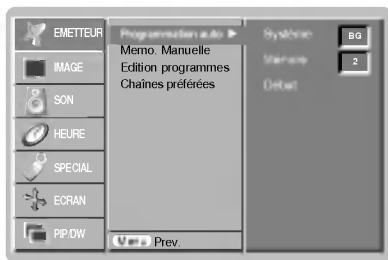 EMETTEUR
IMAGE
SON
HEURE
SPECIAL
ECRAN
PIP/DW
Programmation auto ▶
Memo. Manuelle
Edition programmes
Chaînes préférées
Prev.
Système BG
Mémoire 2
Début